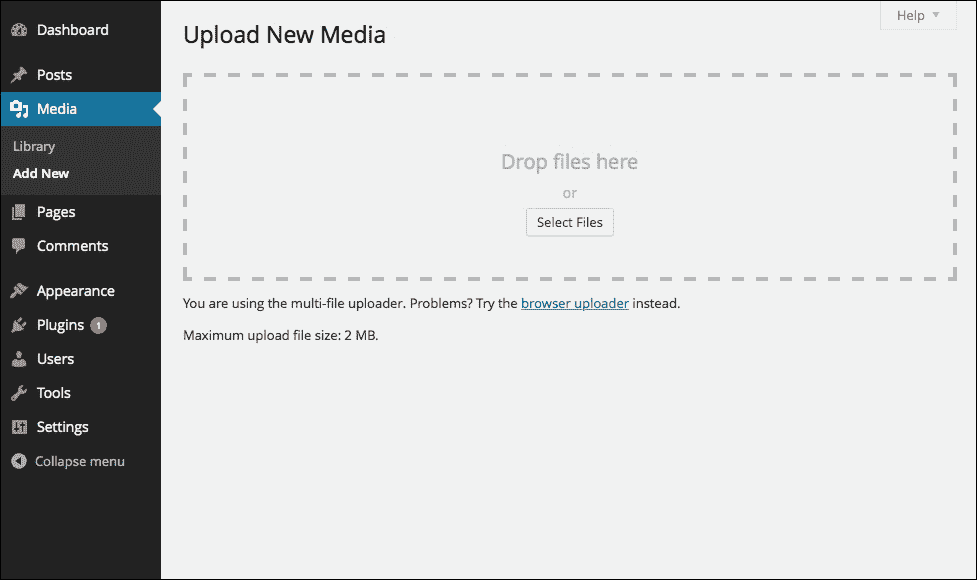 Dashboard
Posts
Media
Library
Add New
Pages
Comments
Appearance
Plugins 1
Users
Tools
Settings
Collapse menu
Help
Upload New Media
Drop files here
or
Select Files
You are using the multi-file uploader. Problems? Try the browser uploader instead.
Maximum upload file size: 2 MB.